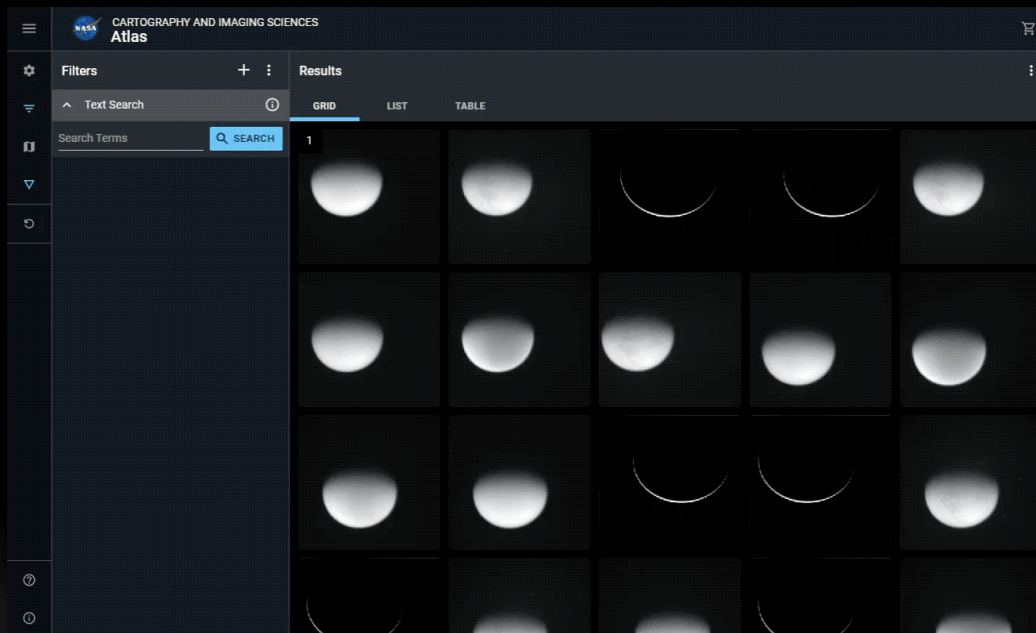 NASA
CARTOGRAPHY AND IMAGING SCIENCES
Atlas
Filters
Results
Text Search
GRID LIST TABLE
Search Terms
SEARCH
1